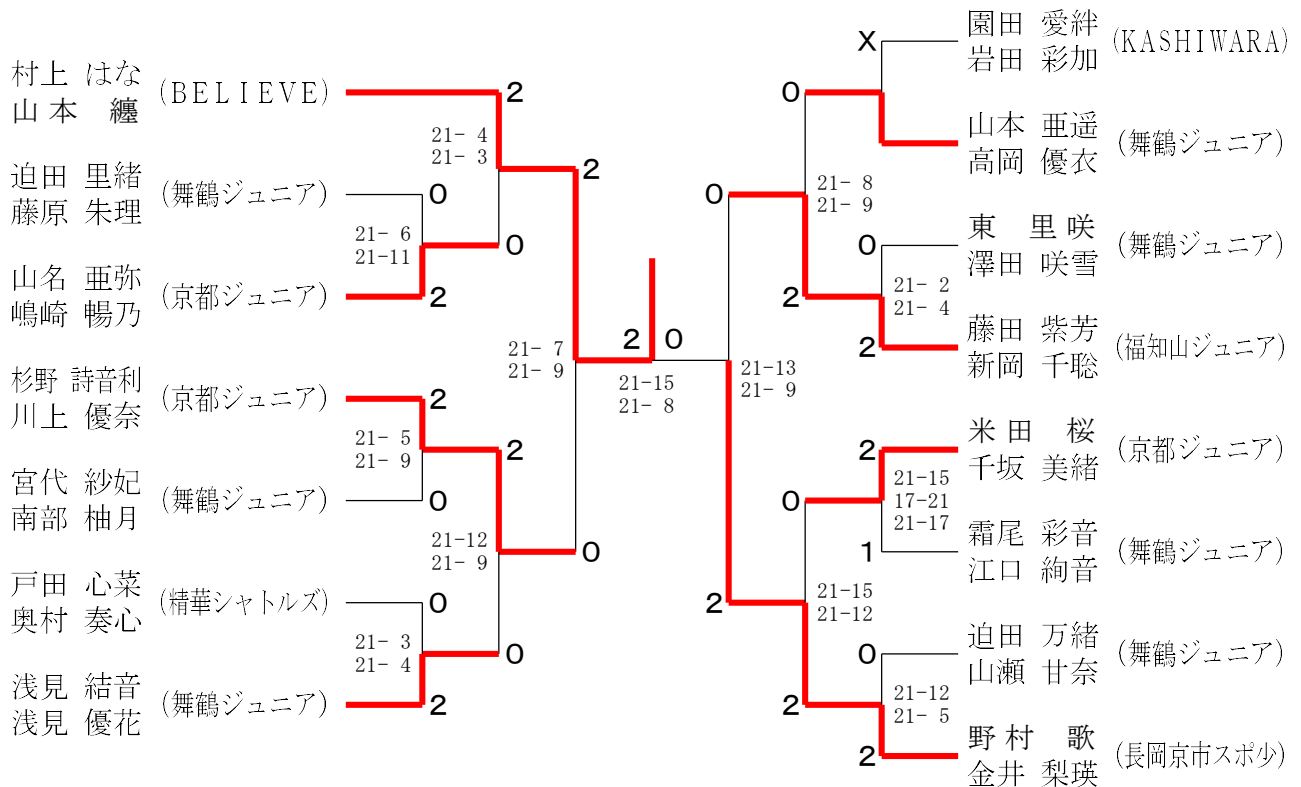 村上 はな
山本 纏
(BELIEVE)
2
21- 4
21- 3
2
迫田 里緒
藤原 朱理
(舞鶴ジュニア)
0
21- 6
21-11
0
山名 亜弥
嶋崎 暢乃
(京都ジュニア)
2
21- 7
21- 9
杉野 詩音利
川上 優奈
(京都ジュニア)
2
21- 5
21- 9
2
宮代 紗妃
南部 柚月
(舞鶴ジュニア)
0
21-12
21- 9
0
戸田 心菜
奥村 奏心
(精華シャトルズ)
0
21- 3
21- 4
0
浅見 結音
浅見 優花
(舞鶴ジュニア)
2
2 0
21-15
21- 8
園田 愛絆
岩田 彩加
(KASHIWARA)
X
0
山本 亜遥
高岡 優衣
(舞鶴ジュニア)
21- 8
21- 9
0
東 里咲
澤田 咲雪
(舞鶴ジュニア)
0
21- 2
21- 4
2
藤田 紫芳
新岡 千聡
(福知山ジュニア)
2
21-13
21- 9
米田 桜
千坂 美緒
(京都ジュニア)
2
21-15
17-21
21-17
0
霜尾 彩音
江口 絢音
(舞鶴ジュニア)
1
21-15
21-12
2
迫田 万緒
山瀬 甘奈
(舞鶴ジュニア)
0
21-12
21- 5
2
野村 歌
金井 梨瑛
(長岡京市スポ少)
2